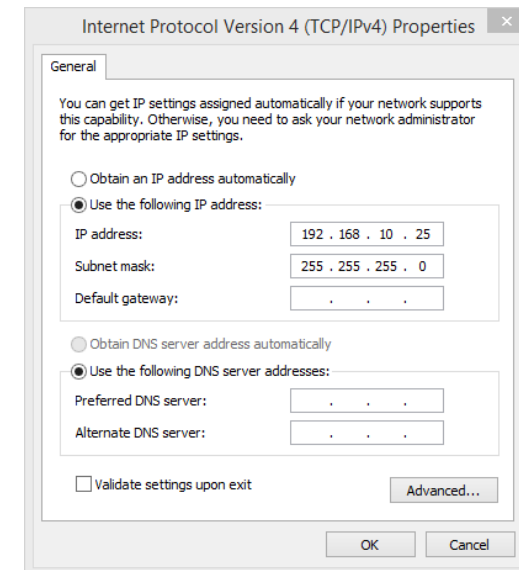 Internet Protocol Version 4 (TCP/IPv4) Properties
General
You can get IP settings assigned automatically if your network supports
this capability. Otherwise, you need to ask your network administrator
for the appropriate IP settings.
Obtain an IP address automatically
Use the following IP address:
IP address: 192 . 168 . 10 . 25
Subnet mask: 255 . 255 . 255 . 0
Default gateway: . . .
Obtain DNS server address automatically
Use the following DNS server addresses:
Preferred DNS server: . . .
Alternate DNS server: . . .
Validate settings upon exit
Advanced...
OK Cancel